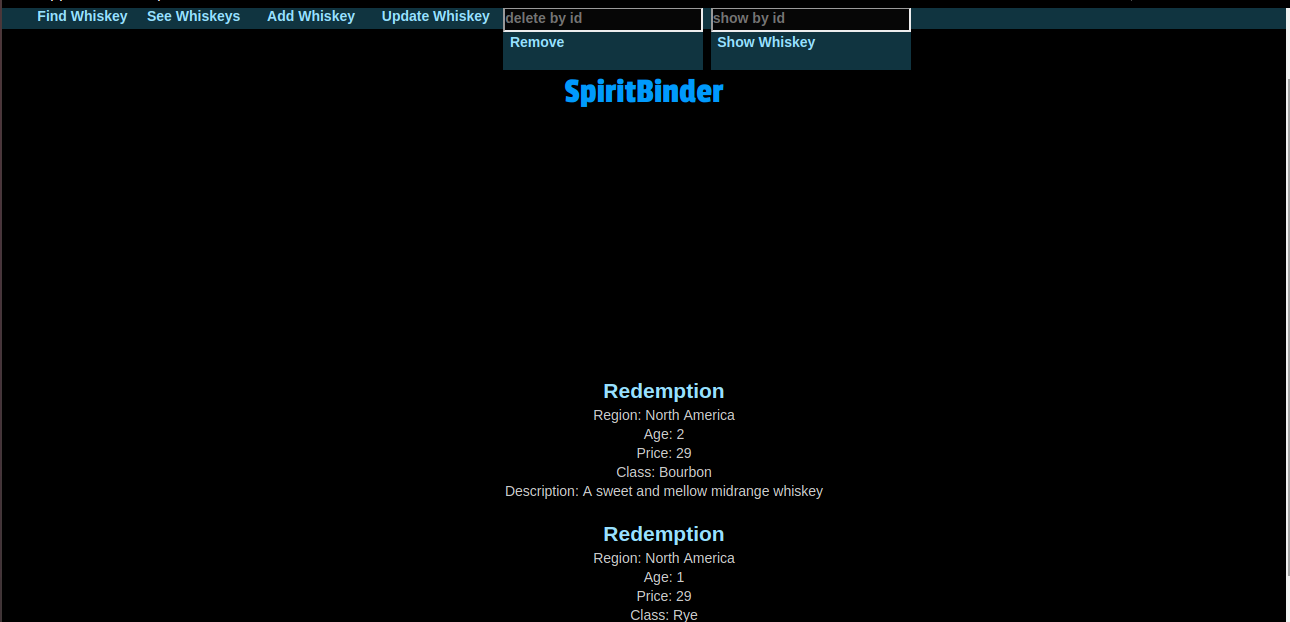 Find Whiskey See Whiskeys Add Whiskey Update Whiskey delete by id show by id
Remove Show Whiskey
SpiritBinder
Redemption
Region: North America
Age: 2
Price: 29
Class: Bourbon
Description: A sweet and mellow midrange whiskey
Redemption
Region: North America
Age: 1
Price: 29
Class: Rye